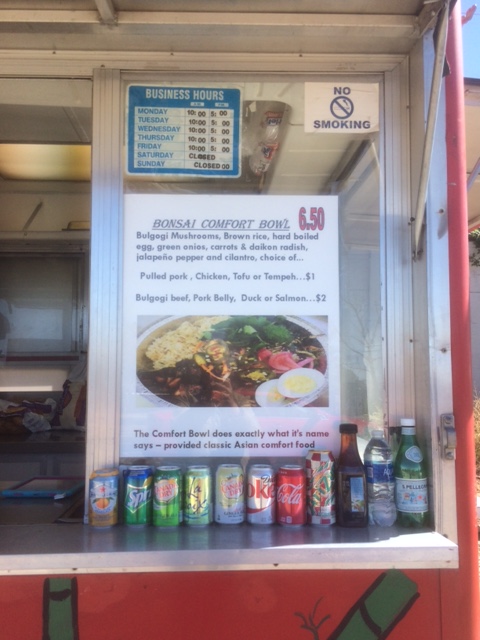 BUSINESS HOURS
AM PM
MONDAY 10:00 5:00
TUESDAY 10:00 5:00
WEDNESDAY 10:00 5:00
THURSDAY 10:00 5:00
FRIDAY 10:00 5:00
SATURDAY CLOSED
SUNDAY CLOSED 00
NO
SMOKING
BONSAI COMFORT BOWL 6.50
Bulgogi Mushrooms, Brown rice, hard boiled
egg, green onios, carrots & daikon radish,
jalapeño pepper and cilantro, choice of...
Pulled pork , Chicken, Tofu or Tempeh...$1
Bulgogi beef, Pork Belly, Duck or Salmon...$2
The Comfort Bowl does exactly what it's name
says – provided classic Asian comfort food
Coke
Coca-Cola
S.PELLEGRINO